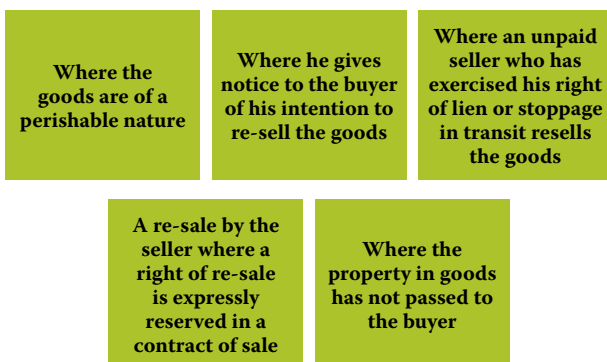 Where the
goods are of a
perishable nature
Where he gives
notice to the buyer
of his intention to
re-sell the goods
Where an unpaid
seller who has
exercised his right
of lien or stoppage
in transit resells
the goods
A re-sale by the
seller where a
right of re-sale
is expressly
reserved in a
contract of sale
Where the
property in goods
has not passed to
the buyer